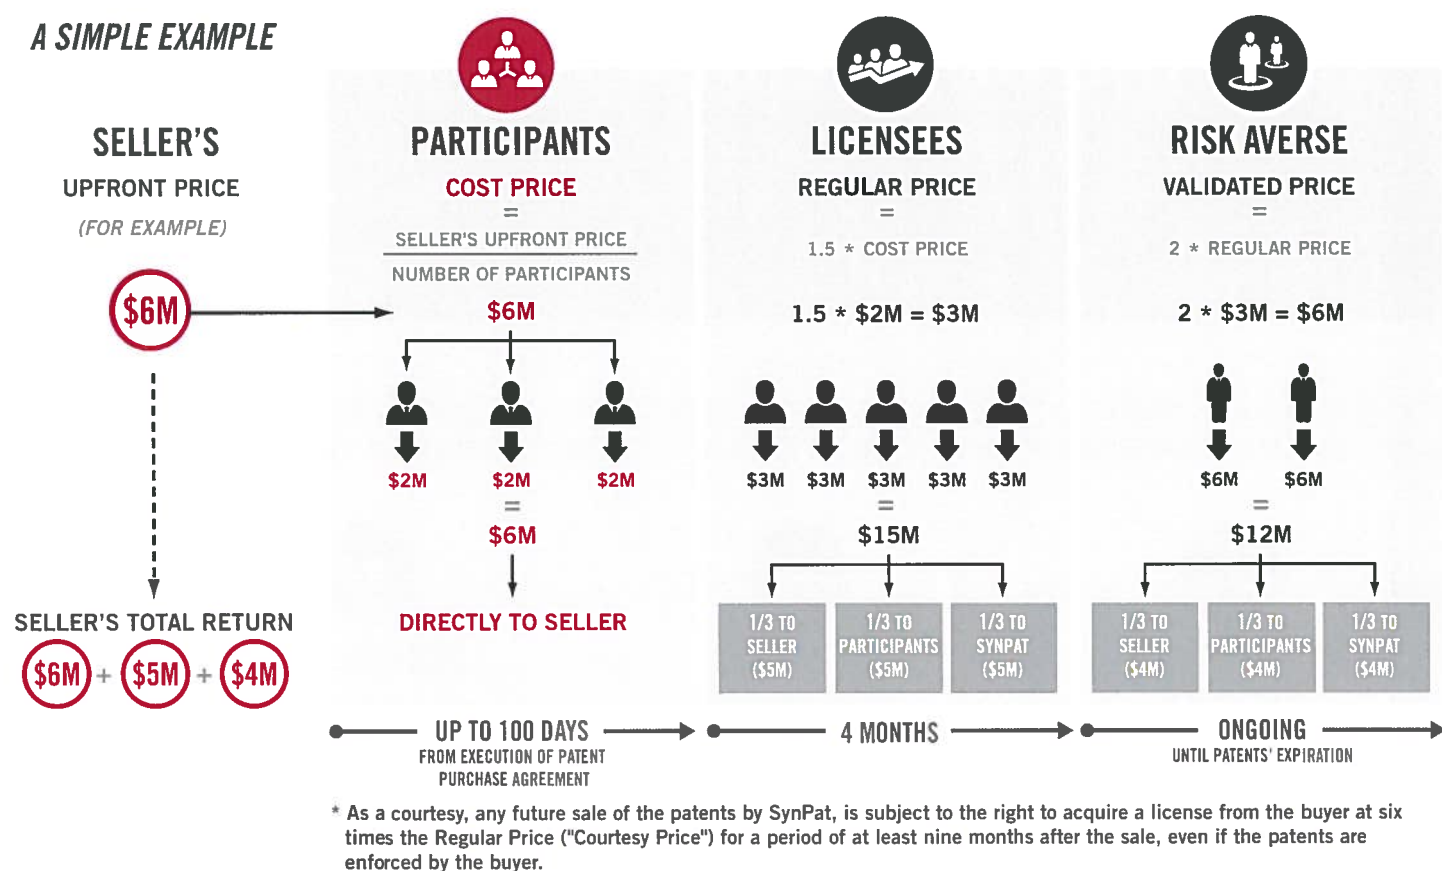 A SIMPLE EXAMPLE
SELLER'S
UPFRONT PRICE
(FOR EXAMPLE)
$6M
SELLER'S TOTAL RETURN
$6M + $5M + $4M
PARTICIPANTS
COST PRICE
=
SELLER'S UPFRONT PRICE
NUMBER OF PARTICIPANTS
$6M
$2M $2M $2M
=
$6M
DIRECTLY TO SELLER
UP TO 100 DAYS
FROM EXECUTION OF PATENT
PURCHASE AGREEMENT
LICENSEES
REGULAR PRICE
=
1.5 * COST PRICE
1.5 * $2M = $3M
$3M $3M $3M $3M $3M
=
$15M
1/3 TO
SELLER
($5M)
1/3 TO
PARTICIPANTS
($5M)
1/3 TO
SYNPAT
($5M)
4 MONTHS
RISK AVERSE
VALIDATED PRICE
=
2 * REGULAR PRICE
2 * $3M = $6M
$6M $6M
=
$12M
1/3 TO
SELLER
($4M)
1/3 TO
PARTICIPANTS
($4M)
1/3 TO
SYNPAT
($4M)
ONGOING
UNTIL PATENTS' EXPIRATION
* As a courtesy, any future sale of the patents by SynPat, is subject to the right to acquire a license from the buyer at six
times the Regular Price ("Courtesy Price") for a period of at least nine months after the sale, even if the patents are
enforced by the buyer.